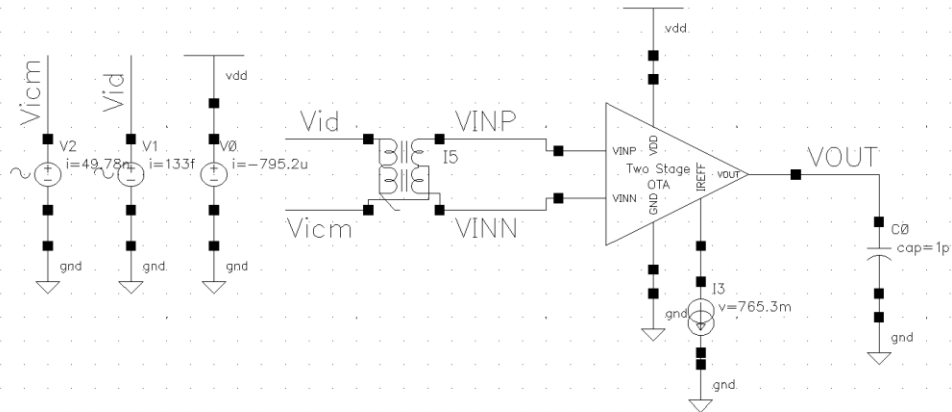 Vicm
V2
i=49.78n
gnd
Vid
V1
i=133f
gnd
vdd
V0
i=-795.2u
gnd
Vid
Vicm
I5
VINP
VINN
vdd
VINP
VINN
VDD
Two Stage
OTA
GND
IREFF
VOUT
gnd
I3
v=765.3m
gnd
VOUT
C0
cap=1p
gnd